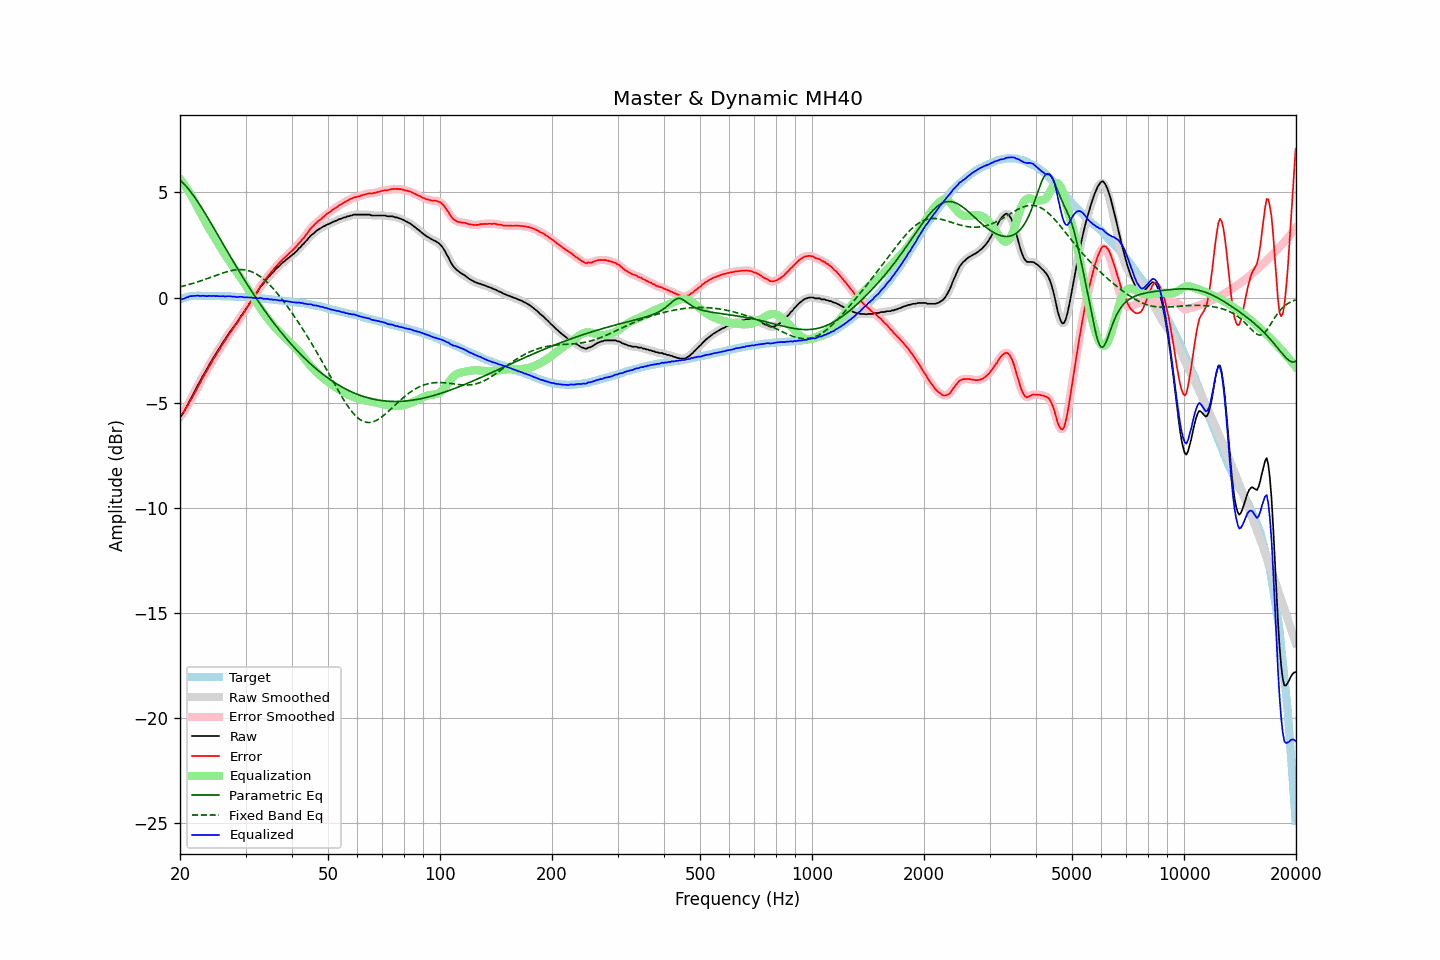 Master & Dynamic MH40
Amplitude (dBr)
5
0
−5
−10
−15
−20
−25
Target
Raw Smoothed
Error Smoothed
Raw
Error
Equalization
Parametric Eq
Fixed Band Eq
Equalized
20 50 100 200 500 1000 2000 5000 10000 20000
Frequency (Hz)